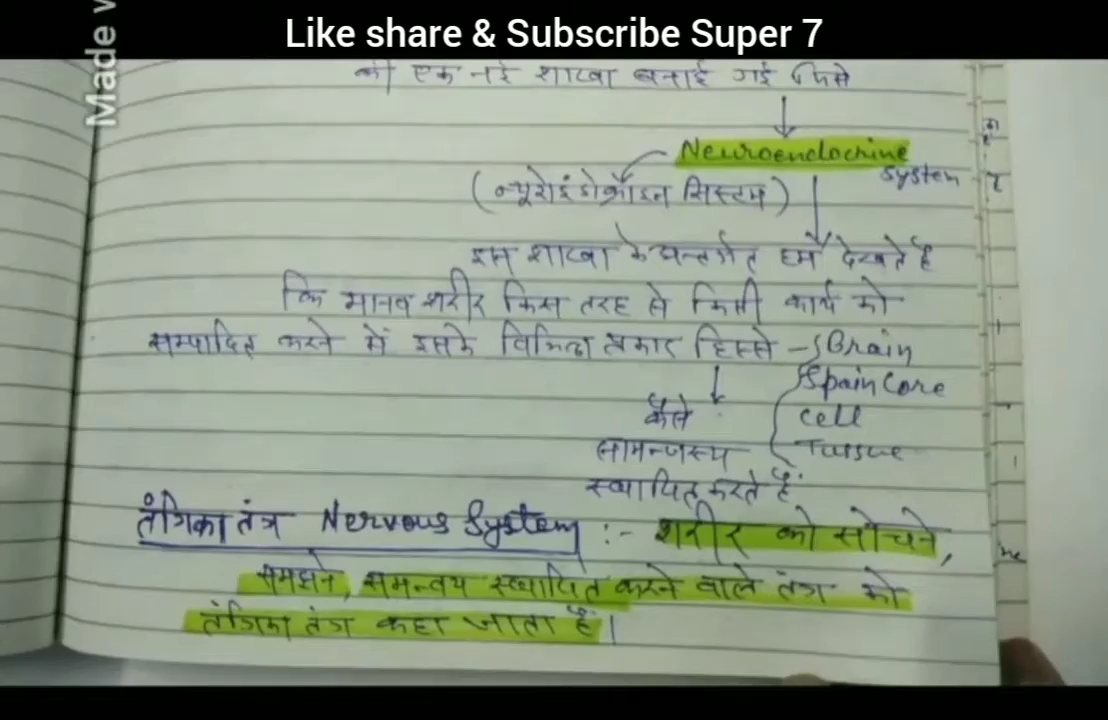 Like share & Subscribe Super 7
Made
की एक नई शाखा बनाई गई जिसे
Neuroendocrine
System
(न्यूरोइंडोक्राइन सिस्टम)
इस शाखा के अन्तर्गत हम देखते है
कि मानव शरीर किस तरह से किसी कार्य को
सम्पादित करने में इसके विभिन्न प्रकार हिस्से - Brain
Spain Core
कैसे Cell
सामन्जस्य Tissue
स्थापित करते हैं
तंत्रिका तंत्र Nervous System :- शरीर को सोचने,
समझने, समन्वय स्थापित करने वाले तंत्र को
तंत्रिका तंत्र कहा जाता है।